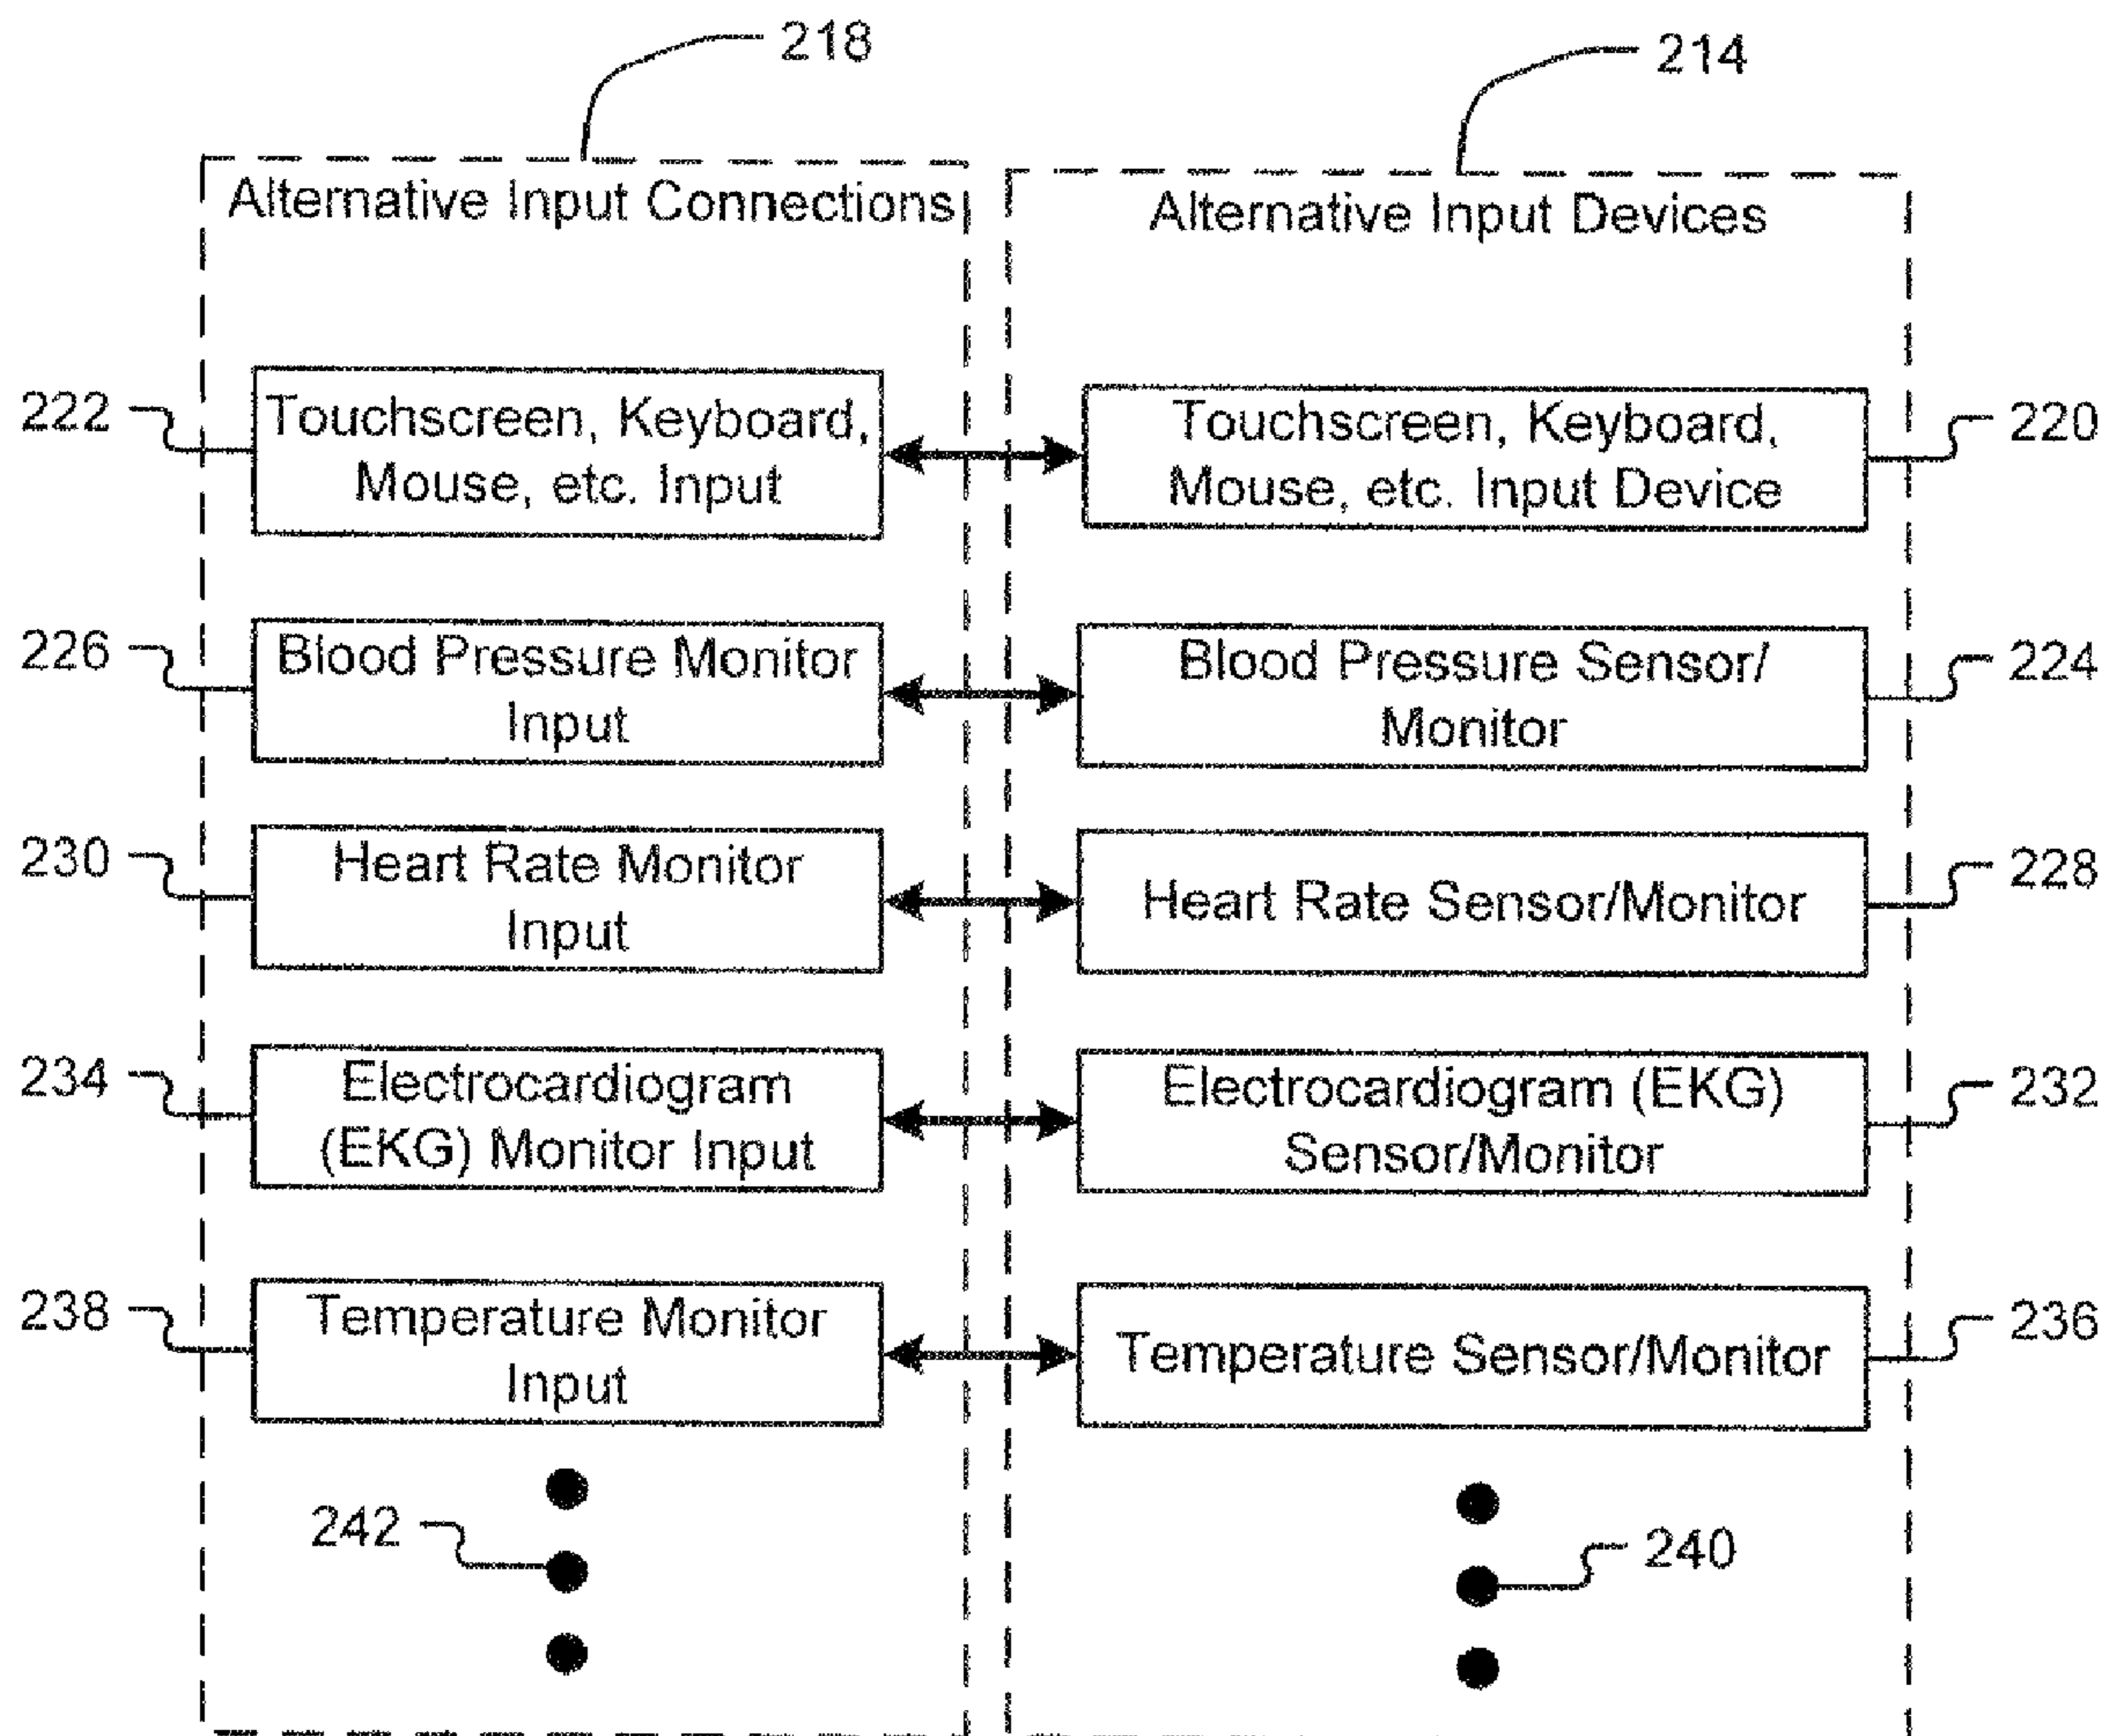 218
214
Alternative Input Connections
Alternative Input Devices
222
Touchscreen, Keyboard,
Mouse, etc. Input
Touchscreen, Keyboard,
Mouse, etc. Input Device
220
226
Blood Pressure Monitor
Input
Blood Pressure Sensor/
Monitor
224
230
Heart Rate Monitor
Input
Heart Rate Sensor/Monitor
228
234
Electrocardiogram
(EKG) Monitor Input
Electrocardiogram (EKG)
Sensor/Monitor
232
238
Temperature Monitor
Input
Temperature Sensor/Monitor
236
242
240